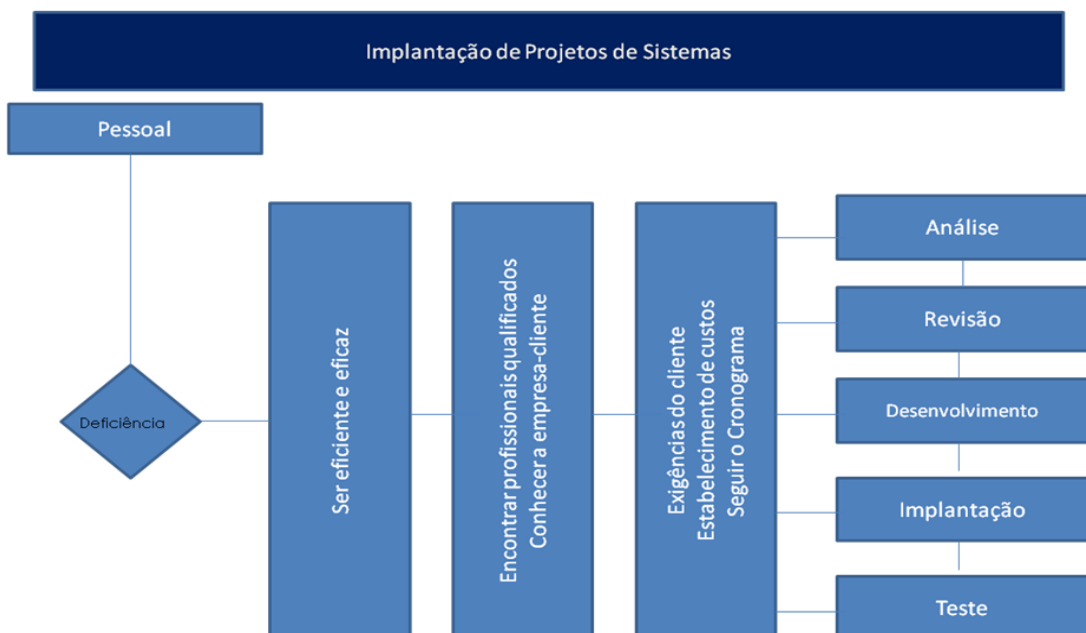 Implantação de Projetos de Sistemas
Pessoal
Deficiência
Ser eficiente e eficaz
Encontrar profissionais qualificados
Conhecer a empresa-cliente
Exigências do cliente
Estabelecimento de custos
Seguir o Cronograma
Análise
Revisão
Desenvolvimento
Implantação
Teste